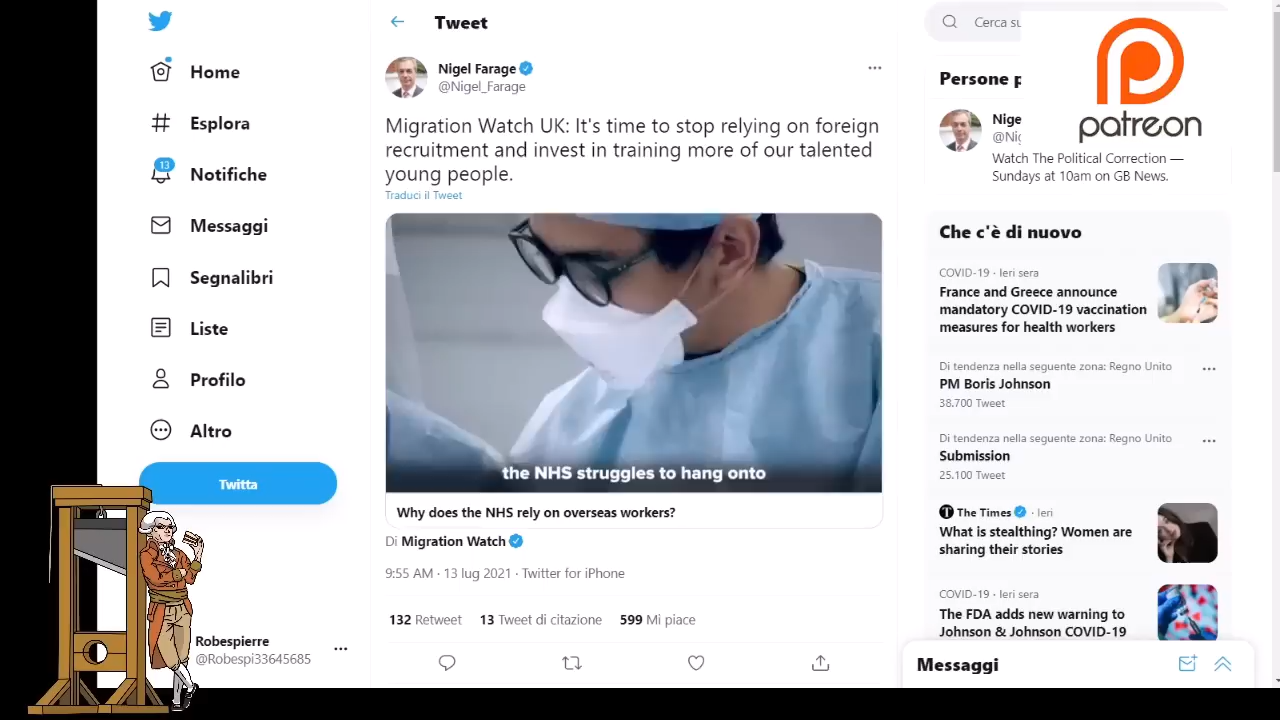 Home
Esplora
13
Notifiche
Messaggi
Segnalibri
Liste
Profilo
Altro
Twitta
Robespierre
@Robespi33645685
Tweet
Nigel Farage
@Nigel_Farage
Migration Watch UK: It's time to stop relying on foreign
recruitment and invest in training more of our talented
young people.
Traduci il Tweet
the NHS struggles to hang onto
Why does the NHS rely on overseas workers?
Di Migration Watch
9:55 AM · 13 lug 2021 · Twitter for iPhone
132 Retweet 13 Tweet di citazione 599 Mi piace
Cerca su
patreon
Persone p
Nige
@Nig
Watch The Political Correction —
Sundays at 10am on GB News.
Che c'è di nuovo
COVID-19 · Ieri sera
France and Greece announce
mandatory COVID-19 vaccination
measures for health workers
Di tendenza nella seguente zona: Regno Unito
PM Boris Johnson
38.700 Tweet
Di tendenza nella seguente zona: Regno Unito
Submission
25.100 Tweet
The Times · Ieri
What is stealthing? Women are
sharing their stories
COVID-19 · Ieri sera
The FDA adds new warning to
Johnson & Johnson COVID-19
Messaggi